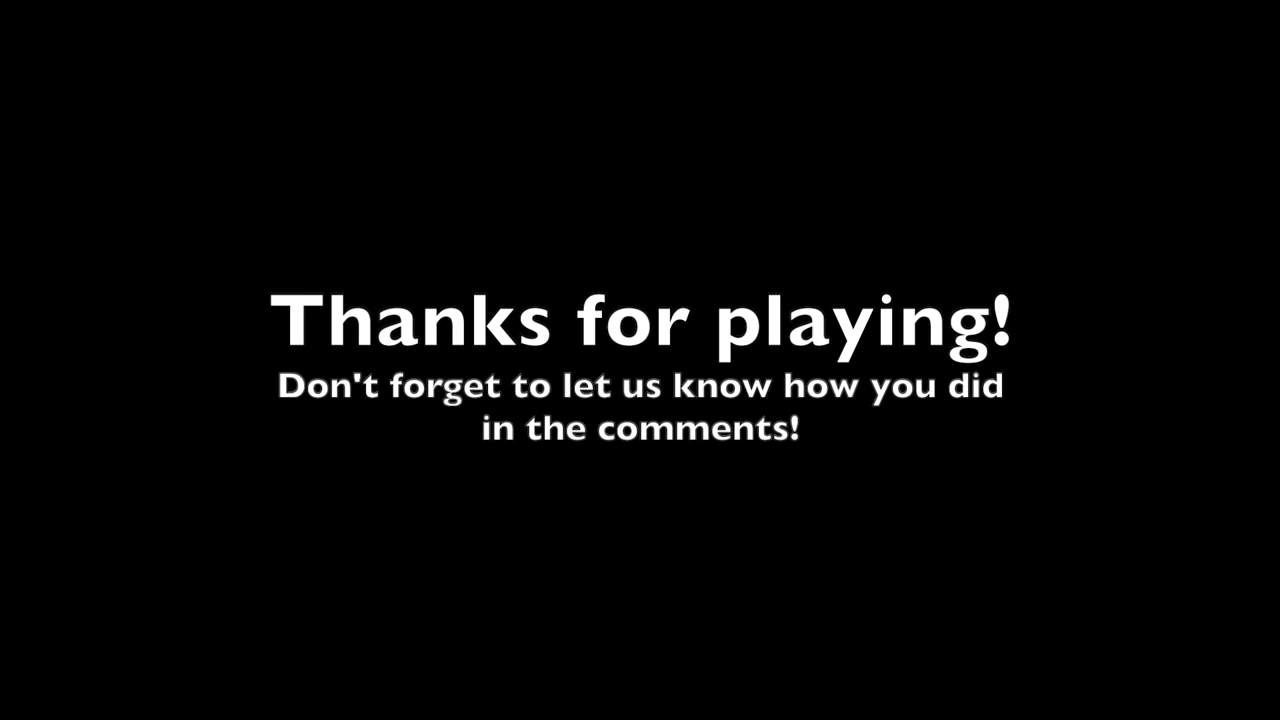 Thanks for playing!
Don't forget to let us know how you did
in the comments!